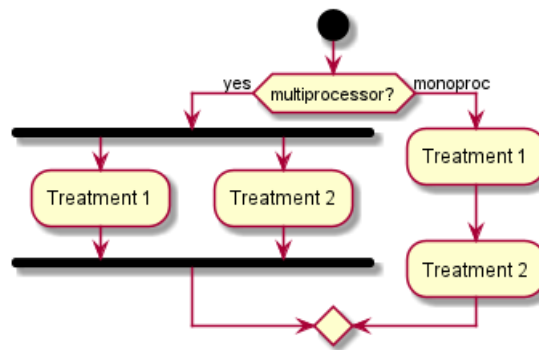 yes
multiprocessor?
monoproc
Treatment 1
Treatment 2
Treatment 1
Treatment 2